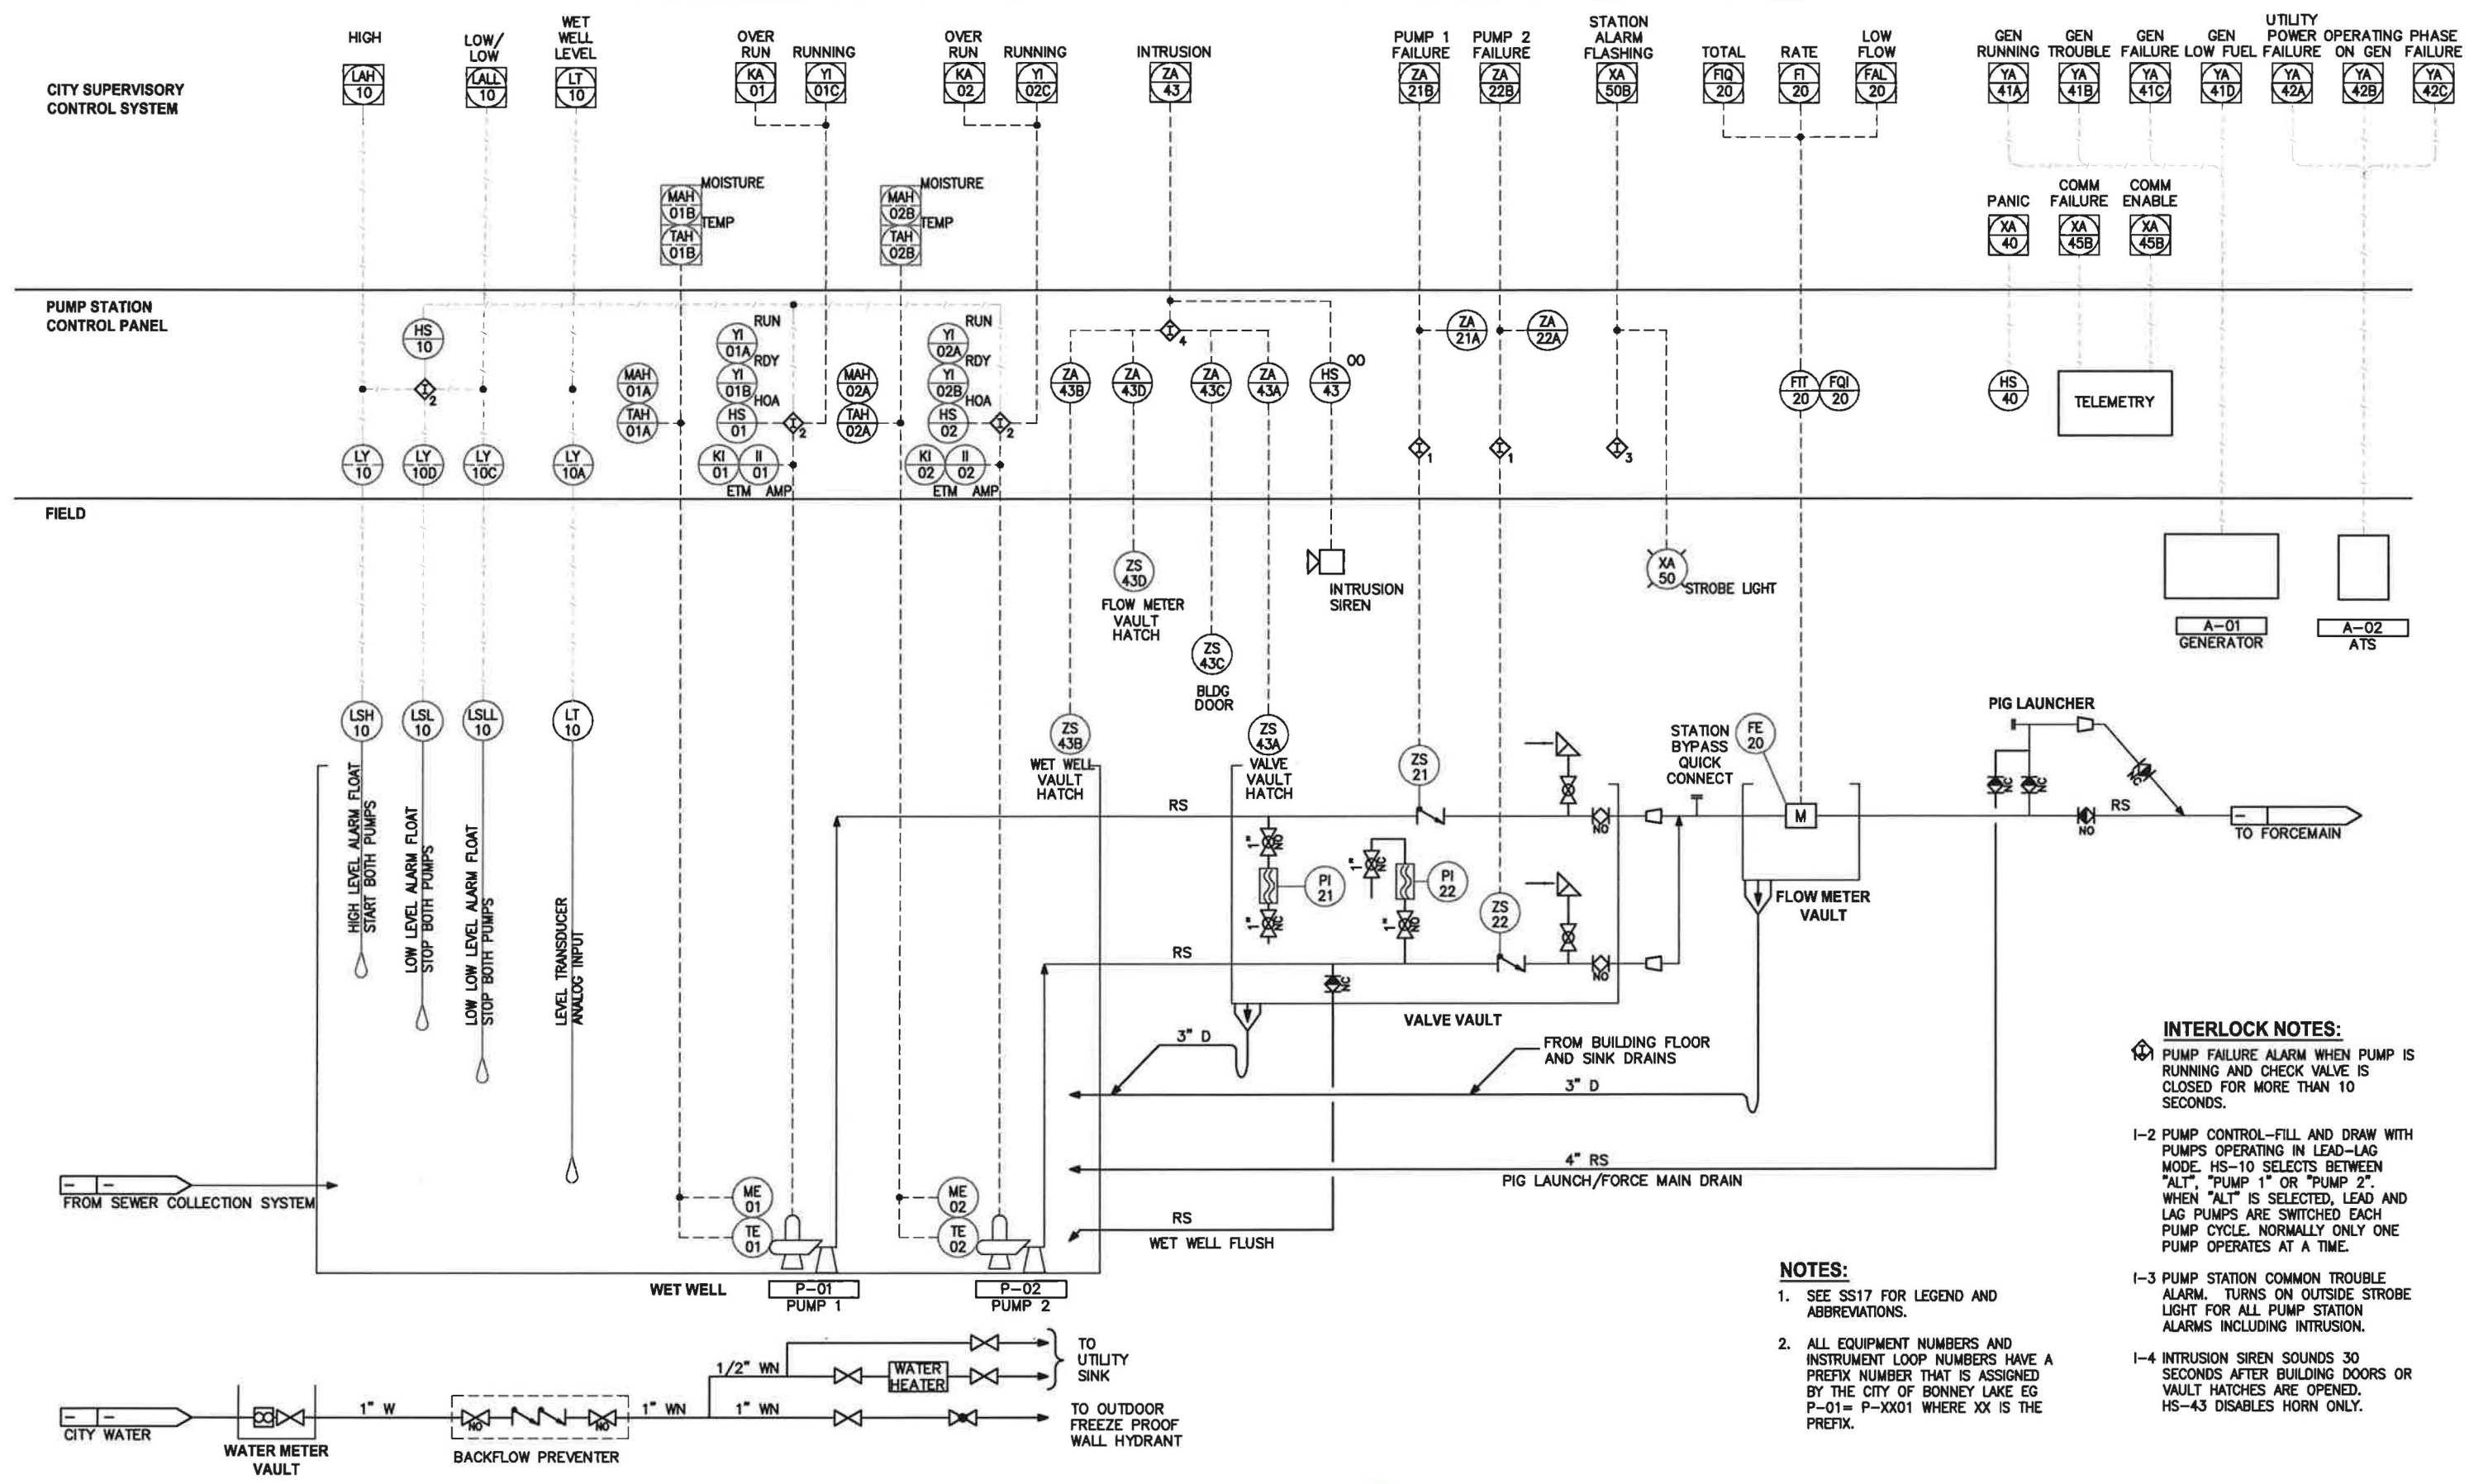 HIGH
LAH
10
LOW/
LOW
LALL
10
WET
WELL
LEVEL
LT
10
OVER
RUN
KA
01
RUNNING
YI
01C
OVER
RUN
KA
02
RUNNING
YI
02C
INTRUSION
ZA
43
PUMP 1
FAILURE
ZA
21B
PUMP 2
FAILURE
ZA
22B
STATION
ALARM
FLASHING
XA
50B
TOTAL
FIQ
20
RATE
FI
20
LOW
FLOW
FAL
20
GEN
RUNNING
YA
41A
GEN
TROUBLE
YA
41B
GEN
FAILURE
YA
41C
GEN
LOW FUEL
YA
41D
UTILITY
POWER
FAILURE
YA
42A
OPERATING
ON GEN
YA
42B
PHASE
FAILURE
YA
42C
CITY SUPERVISORY
CONTROL SYSTEM
MOISTURE
MAH
01B
TEMP
TAH
01B
MOISTURE
MAH
02B
TEMP
TAH
02B
PANIC
XA
40
COMM
FAILURE
XA
45B
COMM
ENABLE
XA
45B
PUMP STATION
CONTROL PANEL
HS
10
I
2
LY
10
LY
10D
LY
10C
LY
10A
MAH
01A
TAH
01A
RUN
YI
01A
RDY
YI
01B
HOA
HS
01
I
2
KI
01
II
01
ETM AMP
MAH
02A
TAH
02A
RUN
YI
02A
RDY
YI
02B
HOA
HS
02
I
2
KI
02
II
02
ETM AMP
I
4
ZA
43B
ZA
43D
ZA
43C
ZA
43A
OO
HS
43
ZA
21A
ZA
22A
I
1
I
1
I
3
FIT
20
FQI
20
HS
40
TELEMETRY
FIELD
ZS
43D
FLOW METER
VAULT
HATCH
ZS
43C
BLDG
DOOR
INTRUSION
SIREN
XA
50
STROBE LIGHT
A-01
GENERATOR
A-02
ATS
LSH
10
LSL
10
LSLL
10
LT
10
HIGH LEVEL ALARM FLOAT
START BOTH PUMPS
LOW LEVEL ALARM FLOAT
STOP BOTH PUMPS
LOW LOW LEVEL ALARM FLOAT
STOP BOTH PUMPS
LEVEL TRANSDUCER
ANALOG INPUT
ZS
43B
WET WELL
VAULT
HATCH
ZS
43A
VALVE
VAULT
HATCH
ZS
21
ZS
22
STATION
BYPASS
QUICK
CONNECT
FE
20
M
PIG LAUNCHER
NC
NC
NC
NO
RS
TO FORCEMAIN
RS
RS
1" NO
1" NC
PI
21
1" NC
1" NO
PI
22
NO
NO
NC
FLOW METER
VAULT
VALVE VAULT
3" D
FROM BUILDING FLOOR
AND SINK DRAINS
3" D
4" RS
PIG LAUNCH/FORCE MAIN DRAIN
RS
WET WELL FLUSH
FROM SEWER COLLECTION SYSTEM
ME
01
TE
01
ME
02
TE
02
WET WELL
P-01
PUMP 1
P-02
PUMP 2
CITY WATER
WATER METER
VAULT
1" W
NO
NO
BACKFLOW PREVENTER
1" WN
1/2" WN
1" WN
WATER
HEATER
TO
UTILITY
SINK
TO OUTDOOR
FREEZE PROOF
WALL HYDRANT
NOTES:
1. SEE SS17 FOR LEGEND AND
ABBREVIATIONS.
2. ALL EQUIPMENT NUMBERS AND
INSTRUMENT LOOP NUMBERS HAVE A
PREFIX NUMBER THAT IS ASSIGNED
BY THE CITY OF BONNEY LAKE EG
P-01= P-XX01 WHERE XX IS THE
PREFIX.
INTERLOCK NOTES:
PUMP FAILURE ALARM WHEN PUMP IS
RUNNING AND CHECK VALVE IS
CLOSED FOR MORE THAN 10
SECONDS.
I-2 PUMP CONTROL-FILL AND DRAW WITH
PUMPS OPERATING IN LEAD-LAG
MODE. HS-10 SELECTS BETWEEN
"ALT", "PUMP 1" OR "PUMP 2".
WHEN "ALT" IS SELECTED, LEAD AND
LAG PUMPS ARE SWITCHED EACH
PUMP CYCLE. NORMALLY ONLY ONE
PUMP OPERATES AT A TIME.
I-3 PUMP STATION COMMON TROUBLE
ALARM. TURNS ON OUTSIDE STROBE
LIGHT FOR ALL PUMP STATION
ALARMS INCLUDING INTRUSION.
I-4 INTRUSION SIREN SOUNDS 30
SECONDS AFTER BUILDING DOORS OR
VAULT HATCHES ARE OPENED.
HS-43 DISABLES HORN ONLY.